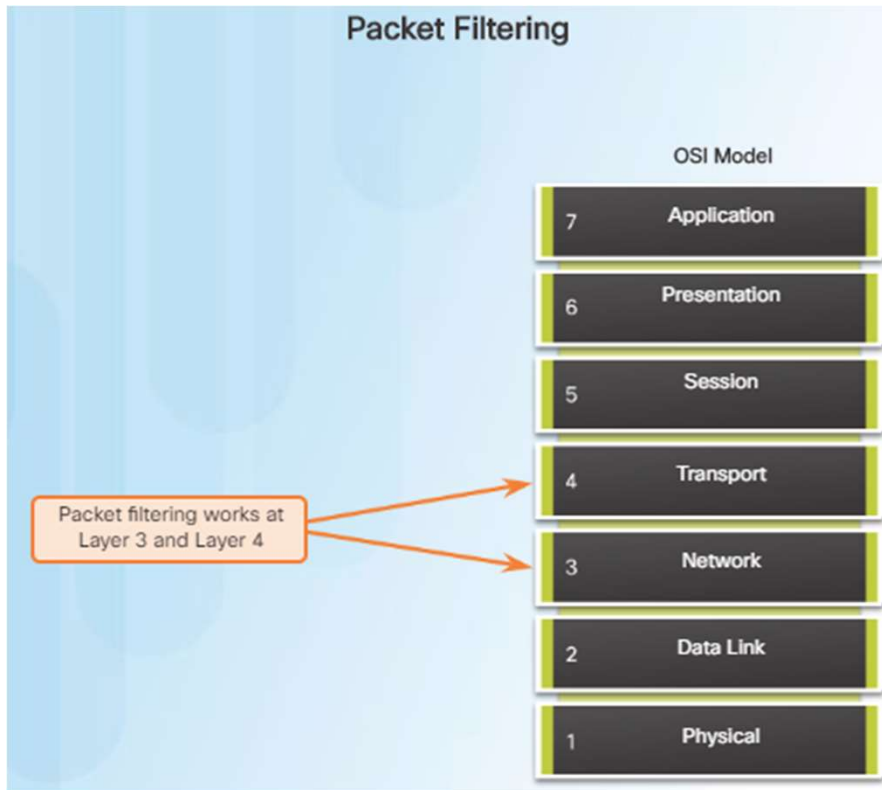 Packet Filtering
OSI Model
7 Application
6 Presentation
5 Session
4 Transport
Packet filtering works at
Layer 3 and Layer 4
3 Network
2 Data Link
1 Physical